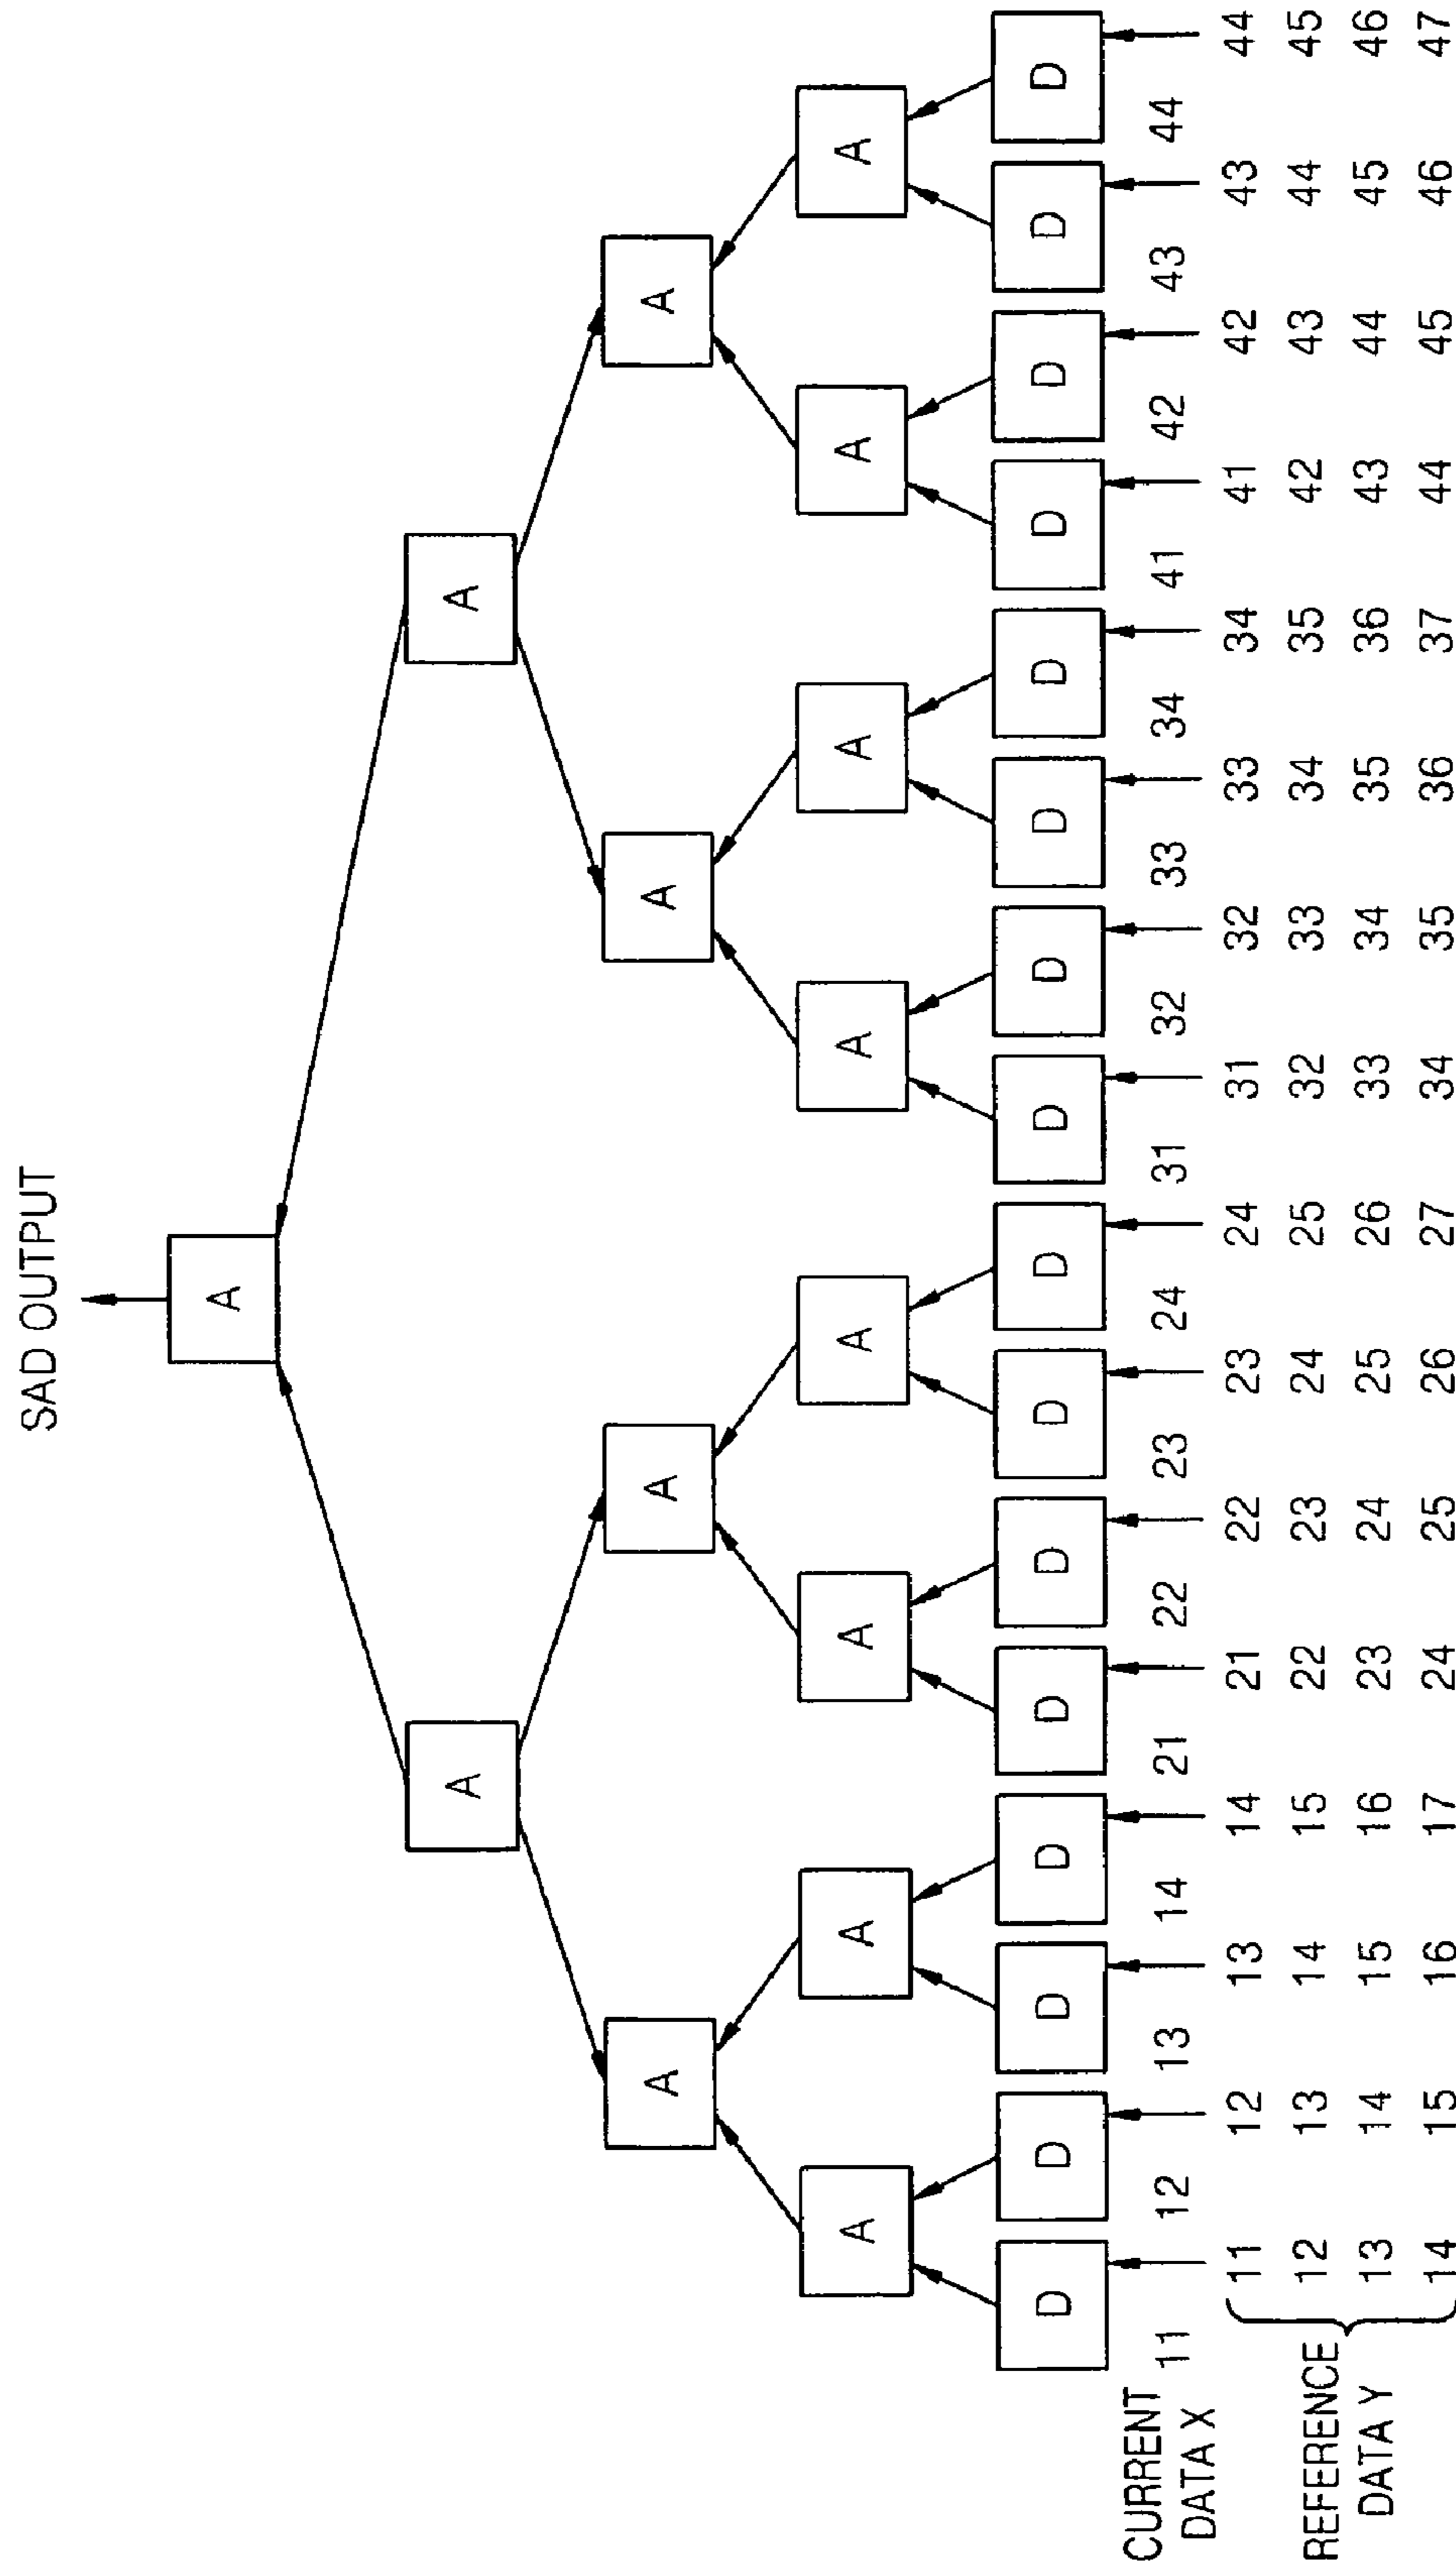 SAD OUTPUT
A
A A
A A A A
A A A A A A A A
D D D D D D D D D D D D D D D D
CURRENT
DATA X
11 12 13 14 21 22 23 24 31 32 33 34 41 42 43 44
REFERENCE
DATA Y
11 12 13 14 21 22 23 24 31 32 33 34 41 42 43 44
12 13 14 15 22 23 24 25 32 33 34 35 42 43 44 45
13 14 15 16 23 24 25 26 33 34 35 36 43 44 45 46
14 15 16 17 24 25 26 27 34 35 36 37 44 45 46 47